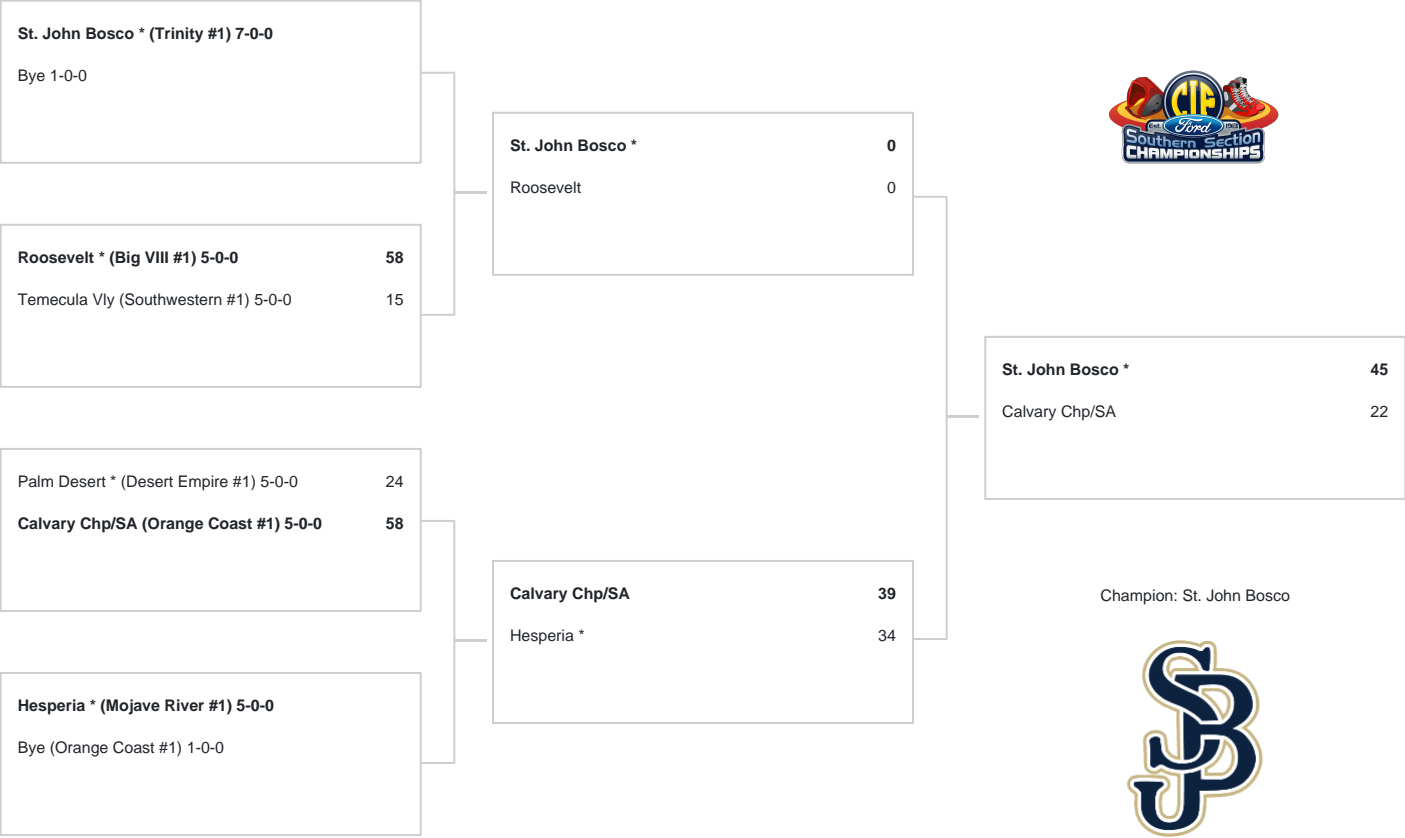 St. John Bosco * (Trinity #1) 7-0-0
Bye 1-0-0
Roosevelt * (Big VIII #1) 5-0-0 58
Temecula Vly (Southwestern #1) 5-0-0 15
Palm Desert * (Desert Empire #1) 5-0-0 24
Calvary Chp/SA (Orange Coast #1) 5-0-0 58
Hesperia * (Mojave River #1) 5-0-0
Bye (Orange Coast #1) 1-0-0
St. John Bosco * 0
Roosevelt 0
Calvary Chp/SA 39
Hesperia * 34
CIF
Est. Ford 1913
Southern Section
CHAMPIONSHIPS
St. John Bosco * 45
Calvary Chp/SA 22
Champion: St. John Bosco
SJB